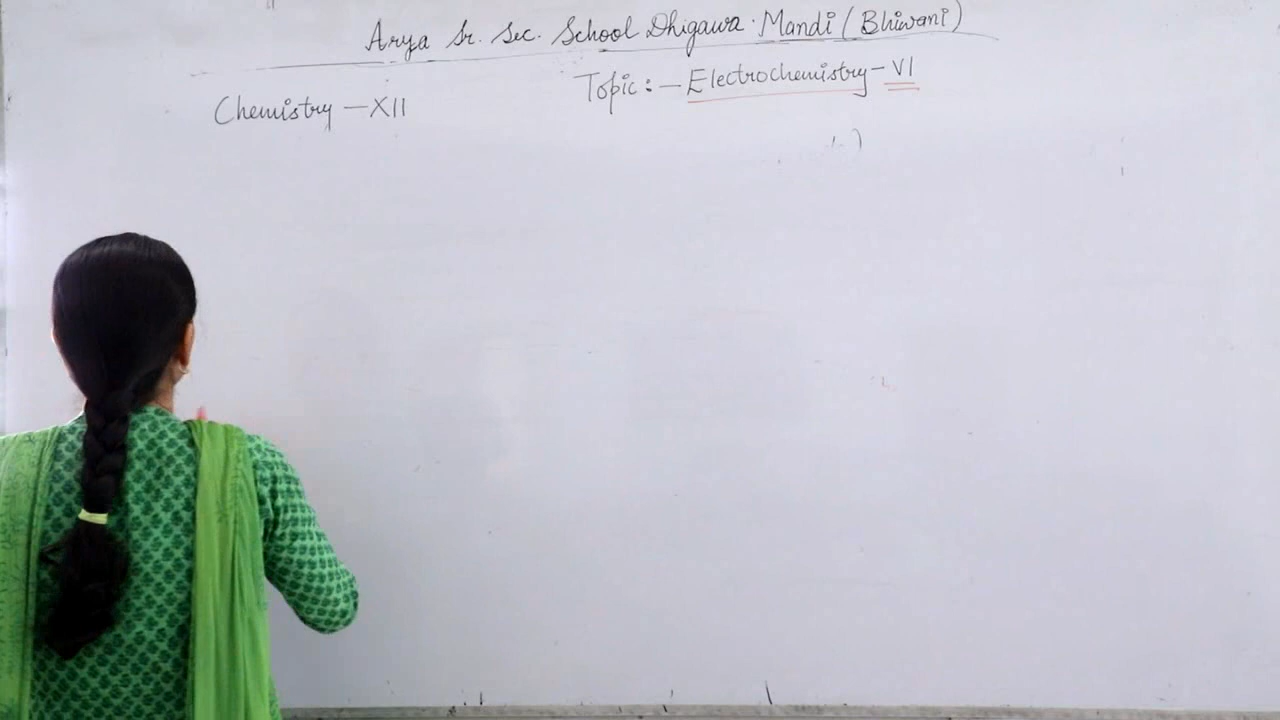 Arya Sr. Sec. School Dhigawa. Mandi (Bhiwani)
Topic :— Electrochemistry-VI
Chemistry — XII